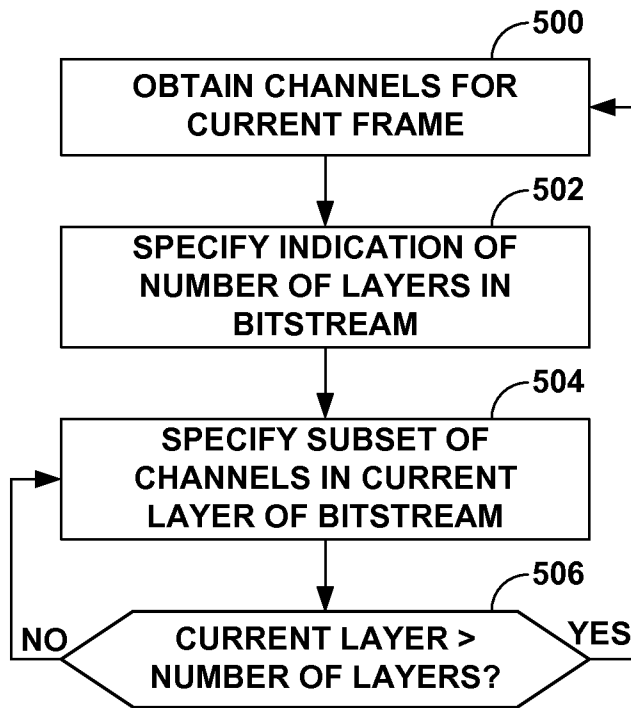 500
OBTAIN CHANNELS FOR
CURRENT FRAME
502
SPECIFY INDICATION OF
NUMBER OF LAYERS IN
BITSTREAM
504
SPECIFY SUBSET OF
CHANNELS IN CURRENT
LAYER OF BITSTREAM
506
NO
CURRENT LAYER >
NUMBER OF LAYERS?
YES